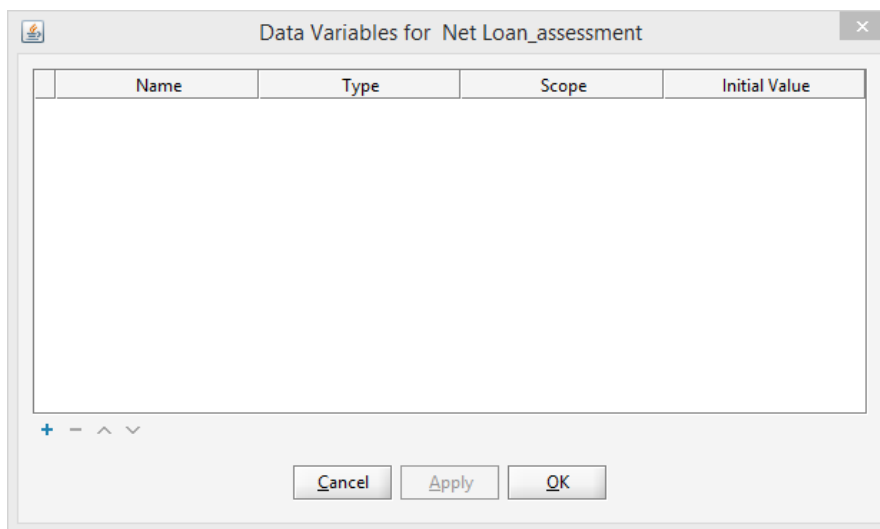 Data Variables for Net Loan_assessment
Name Type Scope Initial Value
Cancel Apply OK